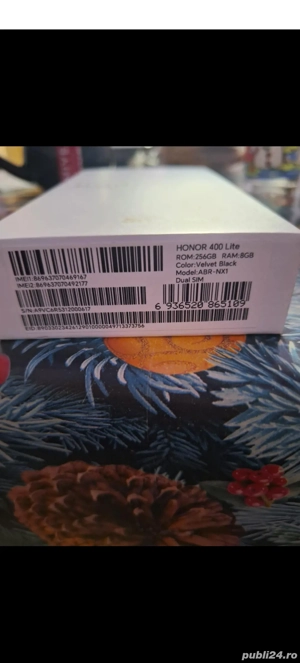 HONOR 400 Lite
ROM:256GB RAM:8GB
Color:Velvet Black
Model:ABR-NX1
Dual SIM
IMEI1:869637070469167
IMEI2:869637070492177
6 936520 865109
publi24.ro